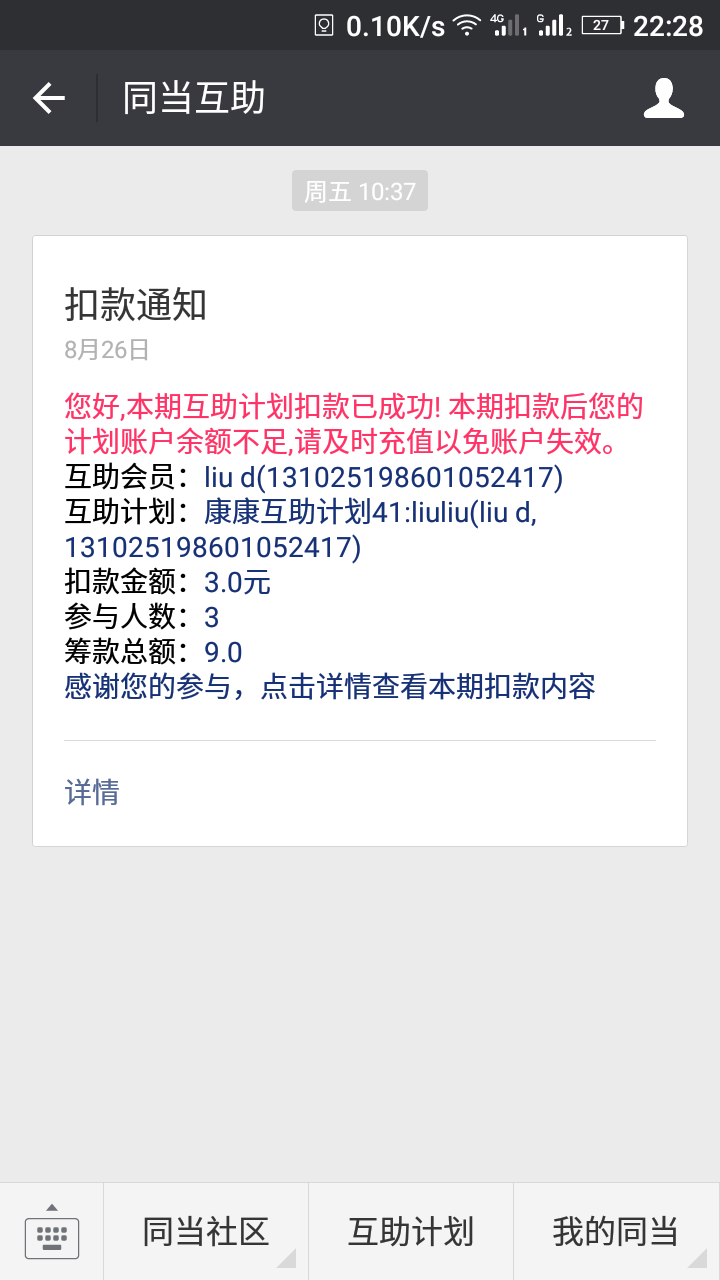 0.10K/s 4G 1 G 2 27 22:28
同当互助
周五 10:37
扣款通知
8月26日
您好,本期互助计划扣款已成功! 本期扣款后您的
计划账户余额不足,请及时充值以免账户失效。
互助会员：liu d(131025198601052417)
互助计划：康康互助计划41:liuliu(liu d,
131025198601052417)
扣款金额：3.0元
参与人数：3
筹款总额：9.0
感谢您的参与，点击详情查看本期扣款内容
详情
同当社区 互助计划 我的同当